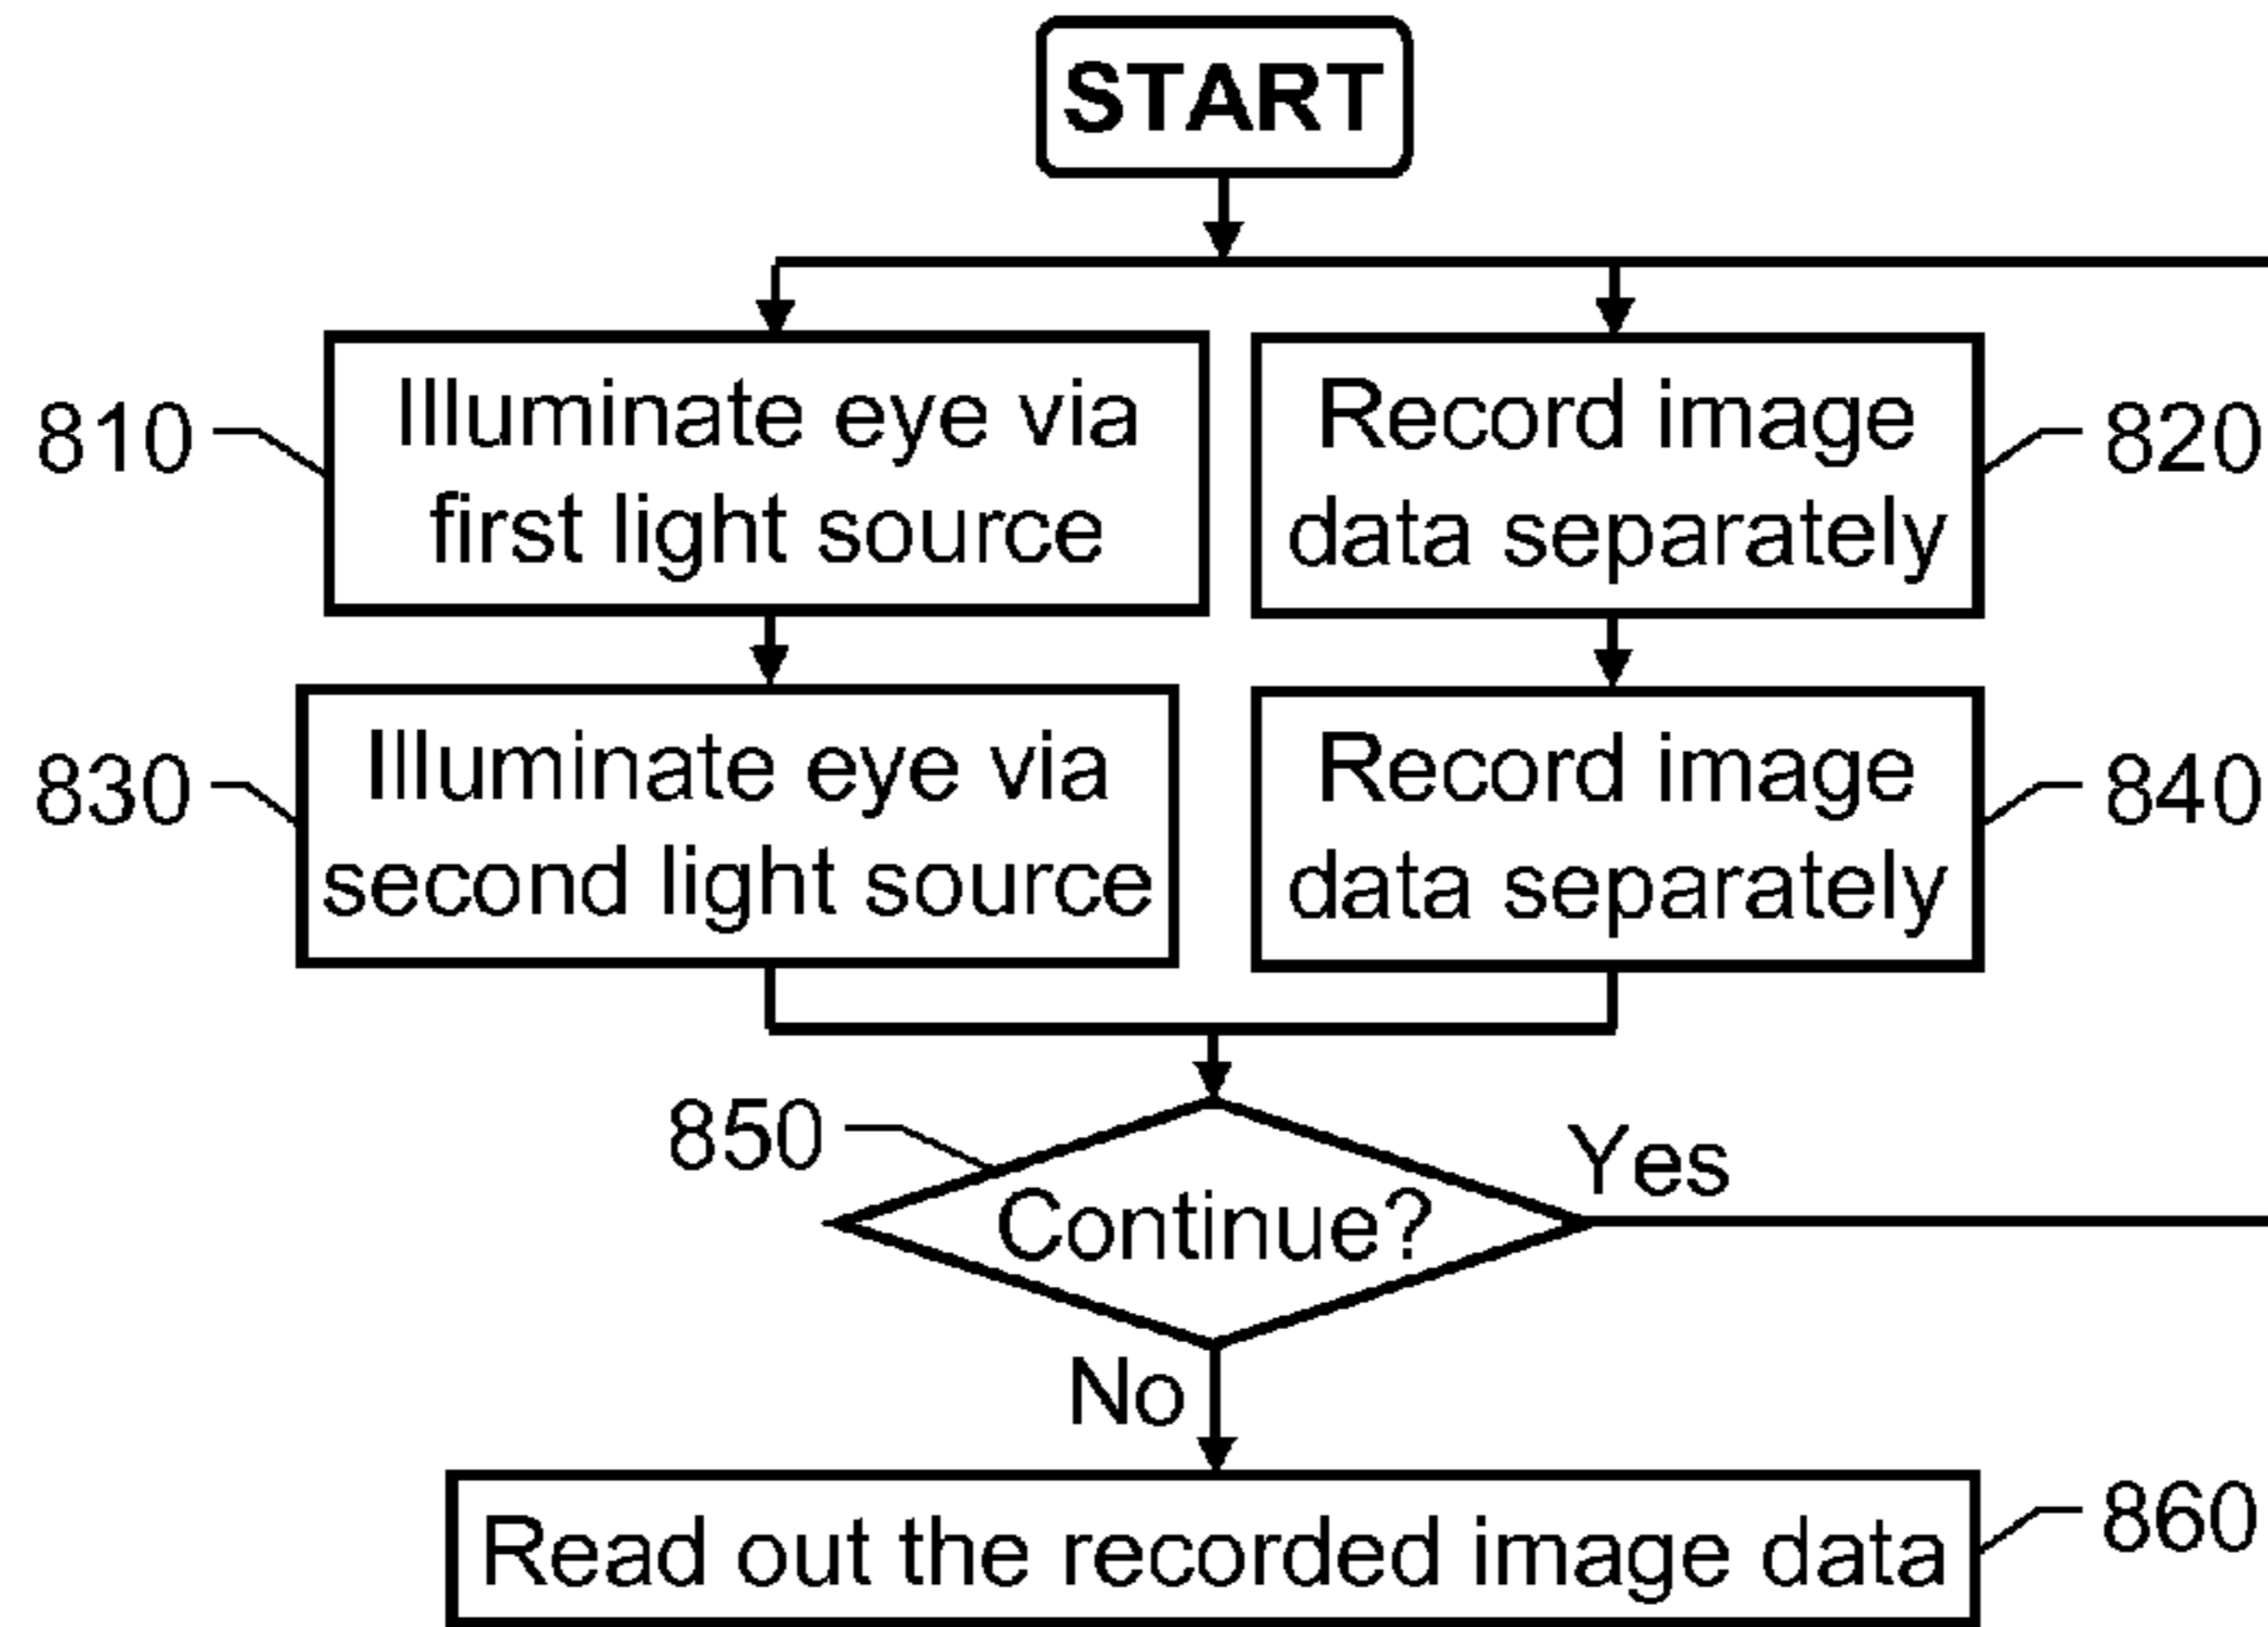 START
810
Illuminate eye via
first light source
Record image
data separately
820
830
Illuminate eye via
second light source
Record image
data separately
840
850
Continue?
Yes
No
Read out the recorded image data
860